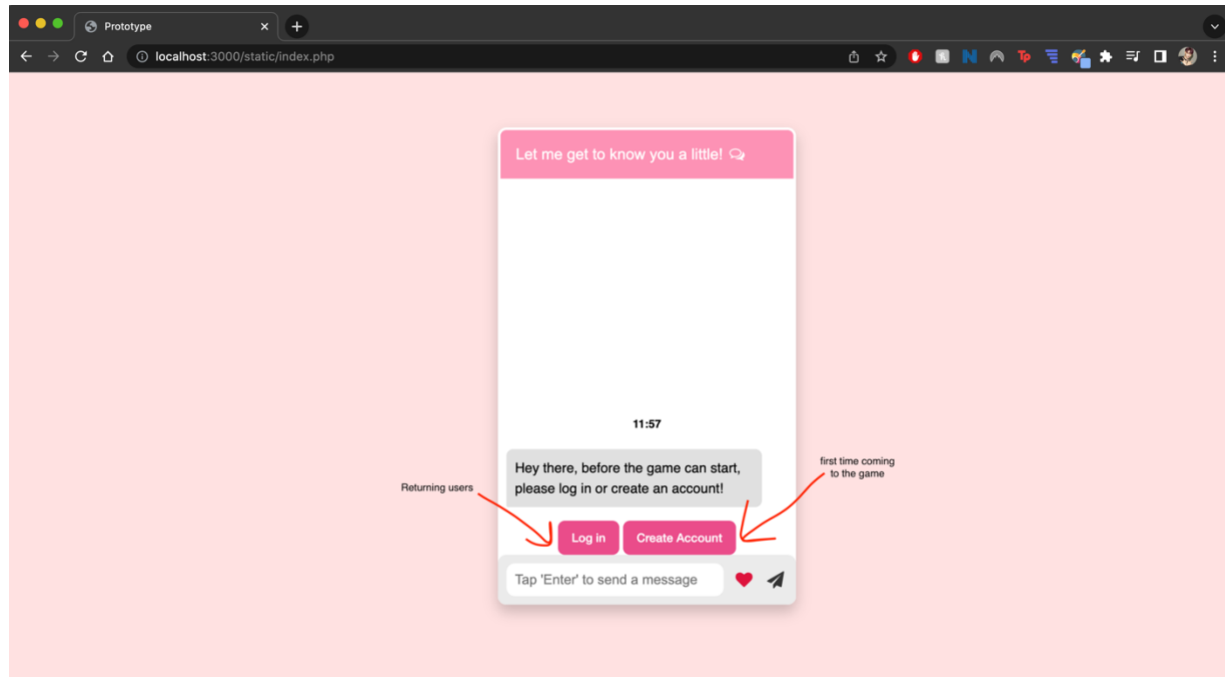 Prototype
localhost:3000/static/index.php
Tp
Let me get to know you a little!
11:57
Hey there, before the game can start,
please log in or create an account!
Returning users
first time coming
to the game
Log in
Create Account
Tap 'Enter' to send a message